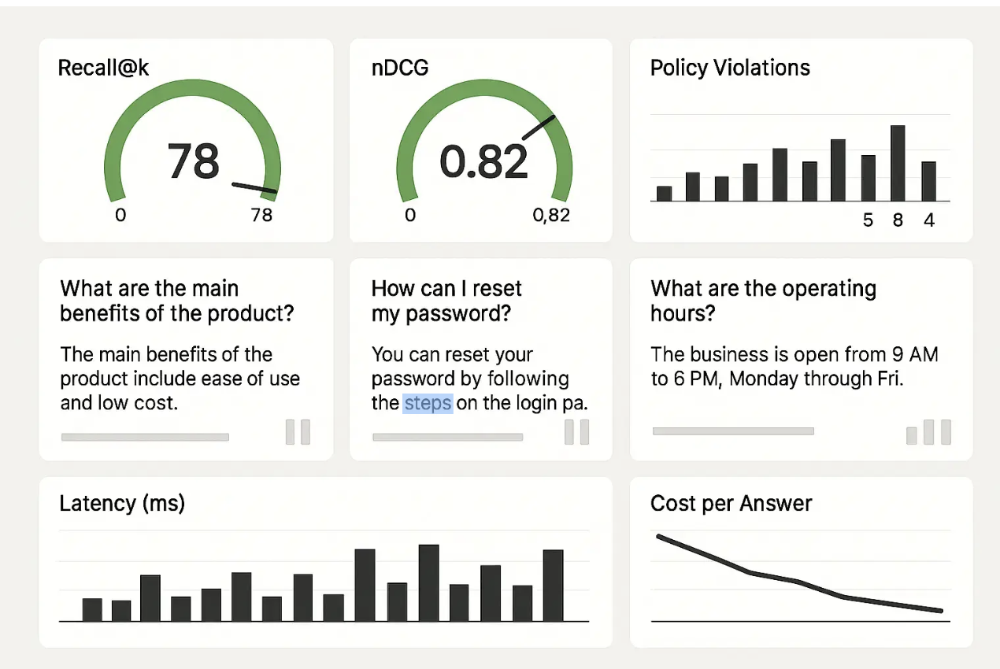 Recall@k
78
0
78
nDCG
0.82
0
0,82
Policy Violations
5 8 4
What are the main
benefits of the product?
The main benefits of the
product include ease of use
and low cost.
How can I reset
my password?
You can reset your
password by following
the steps on the login pa.
What are the operating
hours?
The business is open from 9 AM
to 6 PM, Monday through Fri.
Latency (ms)
Cost per Answer